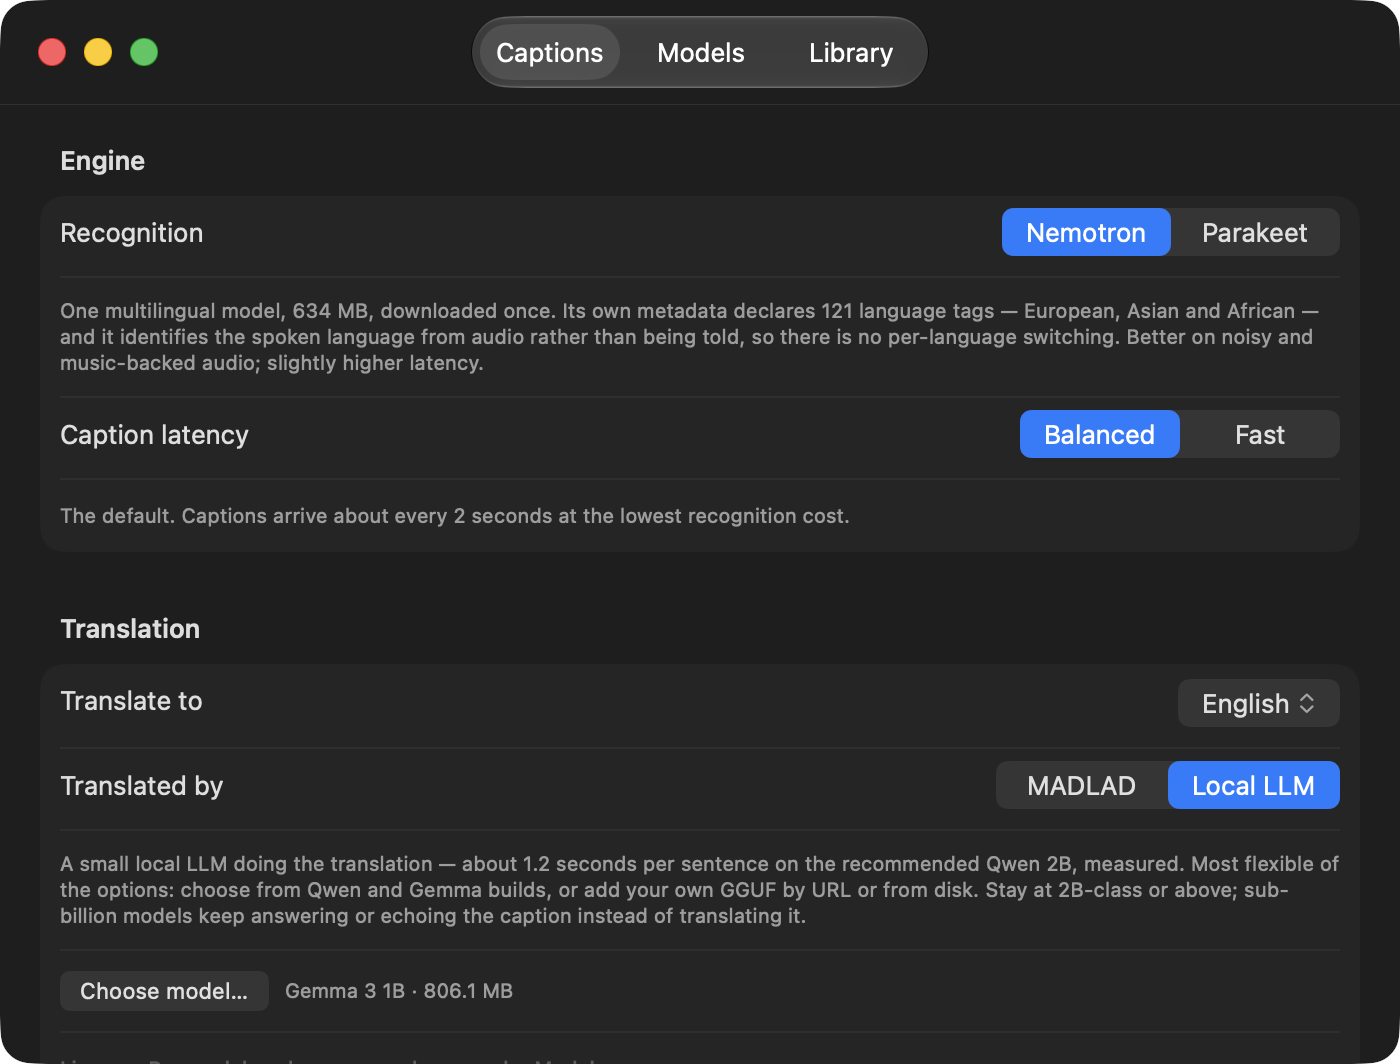 Captions Models Library
Engine
Recognition Nemotron Parakeet
One multilingual model, 634 MB, downloaded once. Its own metadata declares 121 language tags — European, Asian and African —
and it identifies the spoken language from audio rather than being told, so there is no per-language switching. Better on noisy and
music-backed audio; slightly higher latency.
Caption latency Balanced Fast
The default. Captions arrive about every 2 seconds at the lowest recognition cost.
Translation
Translate to English
Translated by MADLAD Local LLM
A small local LLM doing the translation — about 1.2 seconds per sentence on the recommended Qwen 2B, measured. Most flexible of
the options: choose from Qwen and Gemma builds, or add your own GGUF by URL or from disk. Stay at 2B-class or above; sub-
billion models keep answering or echoing the caption instead of translating it.
Choose model… Gemma 3 1B · 806.1 MB